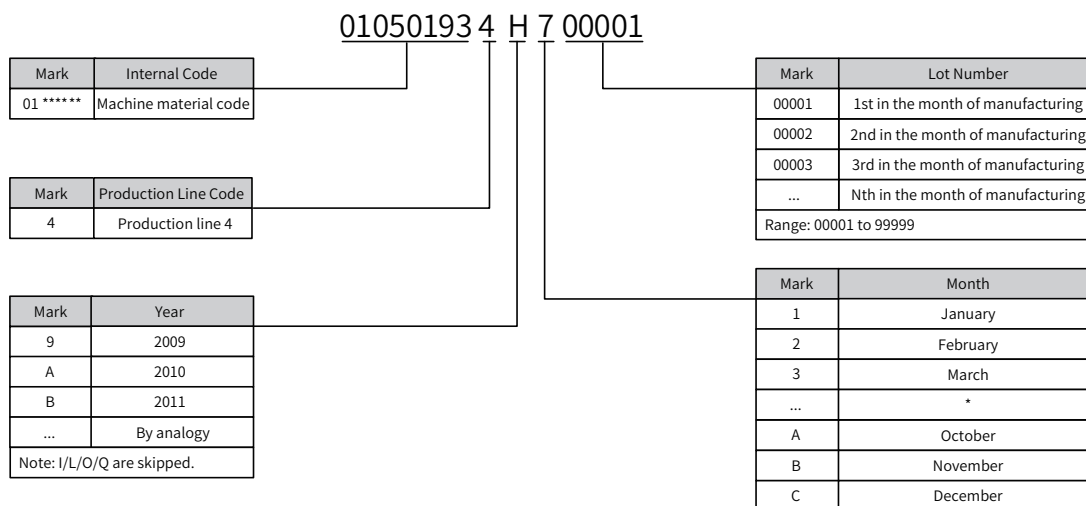 01050193 4 H 7 00001
Mark Internal Code
01 ****** Machine material code
Mark Production Line Code
4 Production line 4
Mark Year
9 2009
A 2010
B 2011
... By analogy
Note: I/L/O/Q are skipped.
Mark Lot Number
00001 1st in the month of manufacturing
00002 2nd in the month of manufacturing
00003 3rd in the month of manufacturing
... Nth in the month of manufacturing
Range: 00001 to 99999
Mark Month
1 January
2 February
3 March
... *
A October
B November
C December